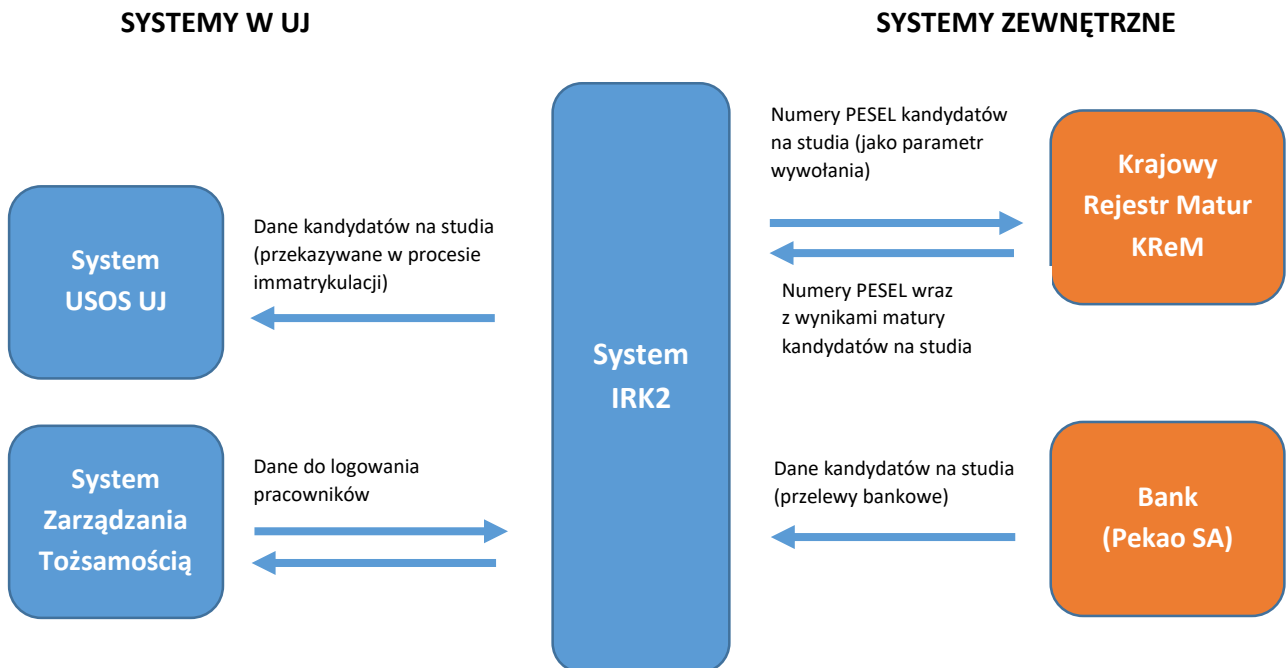 SYSTEMY W UJ
SYSTEMY ZEWNĘTRZNE
System
USOS UJ
Dane kandydatów na studia
(przekazywane w procesie
immatrykulacji)
System
Zarządzania
Tożsamością
Dane do logowania
pracowników
System
IRK2
Numery PESEL kandydatów
na studia (jako parametr
wywołania)
Numery PESEL wraz
z wynikami matury
kandydatów na studia
Krajowy
Rejestr Matur
KReM
Dane kandydatów na studia
(przelewy bankowe)
Bank
(Pekao SA)